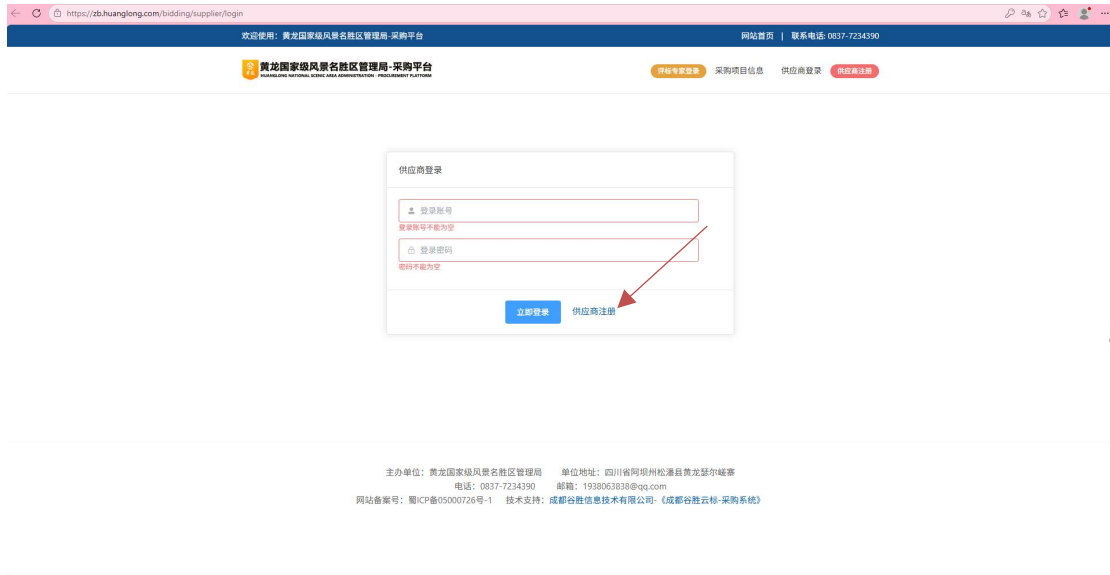 https://zb.huanglong.com/bidding/supplier/login
欢迎使用：黄龙国家级风景名胜区管理局-采购平台
网站首页 | 联系电话: 0837-7234390
黄龙国家级风景名胜区管理局-采购平台
HUANGLONG NATIONAL SCENIC AREA ADMINISTRATION - PROCUREMENT PLATFORM
评标专家登录 采购项目信息 供应商登录 供应商注册
供应商登录
登录账号
登录账号不能为空
登录密码
密码不能为空
立即登录 供应商注册
主办单位：黄龙国家级风景名胜区管理局 单位地址：四川省阿坝州松潘县黄龙瑟尔嵯寨
电话：0837-7234390 邮箱：1938063838@qq.com
网站备案号：蜀ICP备05000726号-1 技术支持：成都谷胜信息技术有限公司-《成都谷胜云标-采购系统》